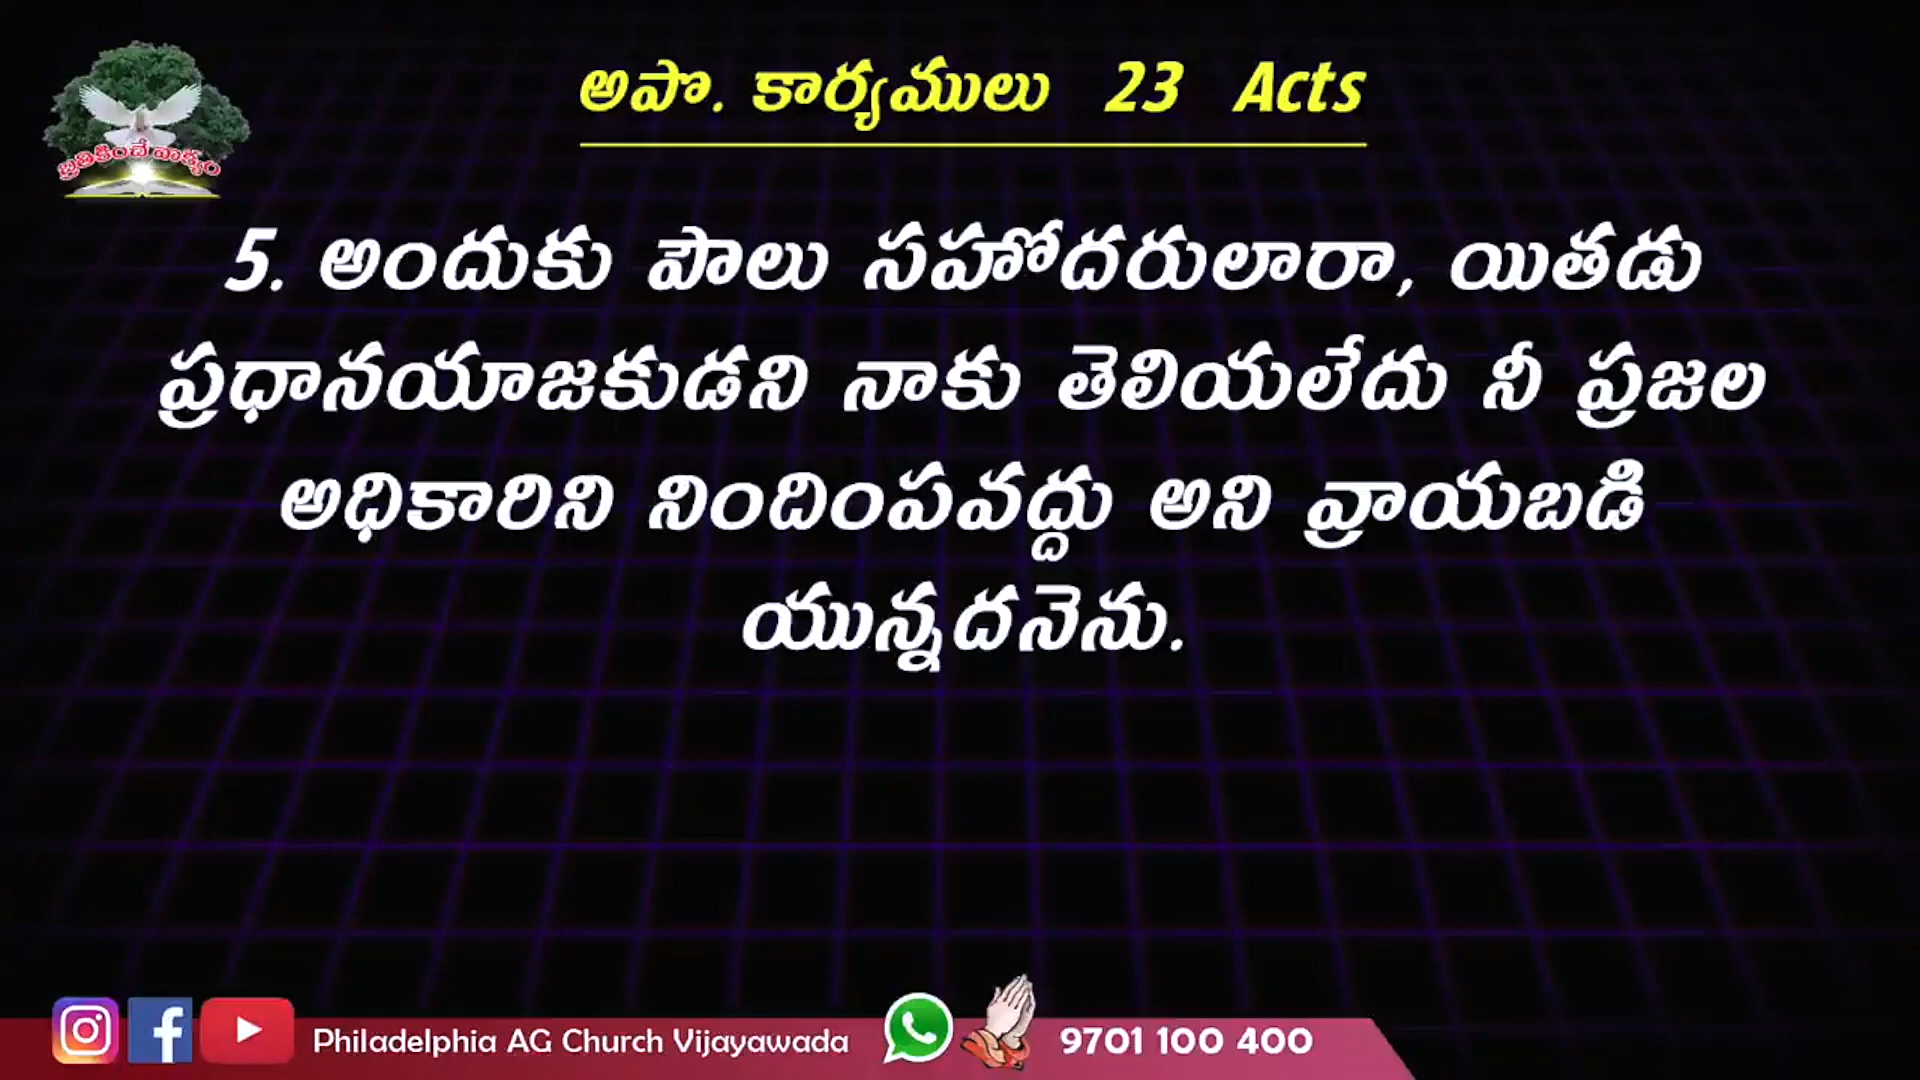 అపొ. కార్యములు 23 Acts
బ్రతికించే వాక్యం
5. అందుకు పౌలు సహోదరులారా, యితడు
ప్రధానయాజకుడని నాకు తెలియలేదు నీ ప్రజల
అధికారిని నిందింపవద్దు అని వ్రాయబడి
యున్నదనెను.
Philadelphia AG Church Vijayawada 9701 100 400